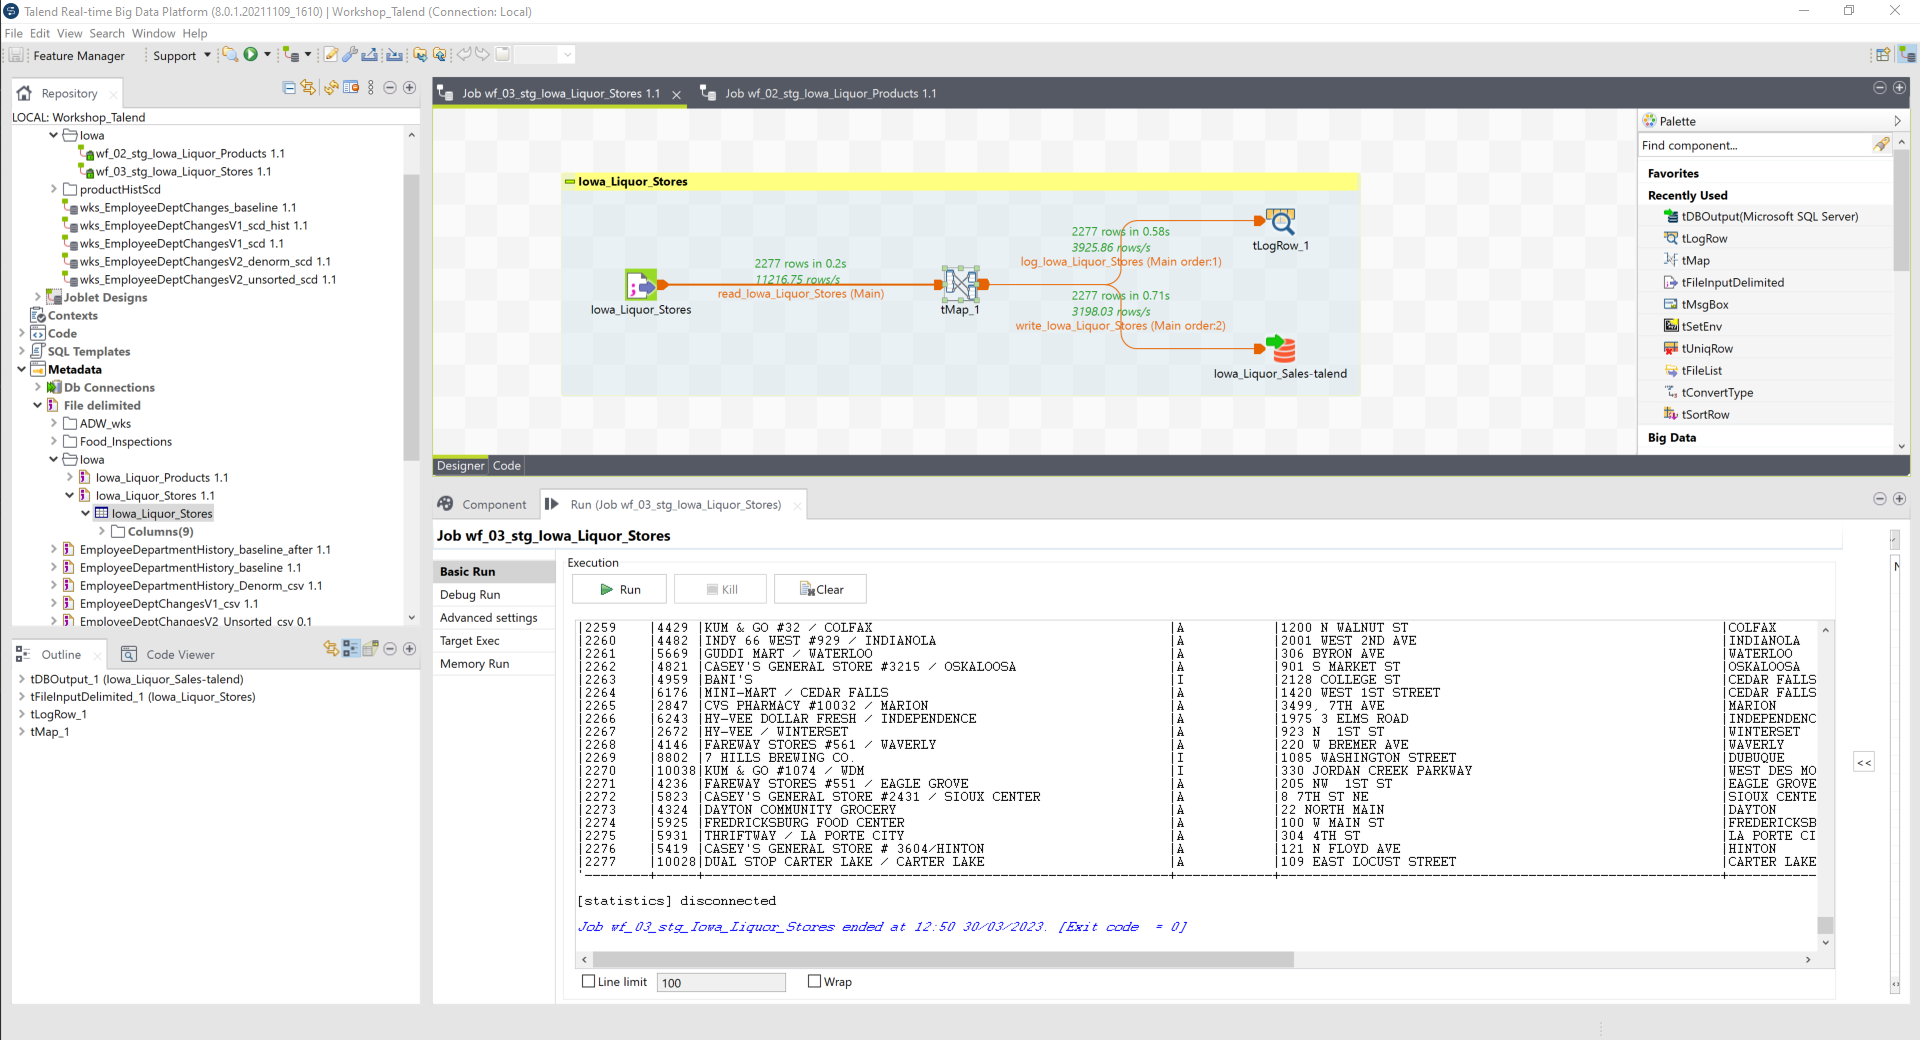 Talend Real-time Big Data Platform (8.0.1.20211109_1610) | Workshop_Talend (Connection: Local)
File Edit View Search Window Help
Feature Manager Support
Repository
LOCAL: Workshop_Talend
Iowa
wf_02_stg_Iowa_Liquor_Products 1.1
wf_03_stg_Iowa_Liquor_Stores 1.1
productHistScd
wks_EmployeeDeptChanges_baseline 1.1
wks_EmployeeDeptChangesV1_scd_hist 1.1
wks_EmployeeDeptChangesV1_scd 1.1
wks_EmployeeDeptChangesV2_denorm_scd 1.1
wks_EmployeeDeptChangesV2_unsorted_scd 1.1
Joblet Designs
Contexts
Code
SQL Templates
Metadata
Db Connections
File delimited
ADW_wks
Food_Inspections
Iowa
Iowa_Liquor_Products 1.1
Iowa_Liquor_Stores 1.1
Iowa_Liquor_Stores
Columns(9)
EmployeeDepartmentHistory_baseline_after 1.1
EmployeeDepartmentHistory_baseline 1.1
EmployeeDepartmentHistory_Denorm_csv 1.1
EmployeeDeptChangesV1_csv 1.1
EmployeeDeptChangesV2_Unsorted_csv 0.1
Outline Code Viewer
tDBOutput_1 (Iowa_Liquor_Sales-talend)
tFileInputDelimited_1 (Iowa_Liquor_Stores)
tLogRow_1
tMap_1
Job wf_03_stg_Iowa_Liquor_Stores 1.1 Job wf_02_stg_Iowa_Liquor_Products 1.1
Iowa_Liquor_Stores
2277 rows in 0.2s
11216.75 rows/s
read_Iowa_Liquor_Stores (Main)
Iowa_Liquor_Stores
tMap_1
2277 rows in 0.58s
3925.86 rows/s
log_Iowa_Liquor_Stores (Main order:1)
2277 rows in 0.71s
3198.03 rows/s
write_Iowa_Liquor_Stores (Main order:2)
tLogRow_1
Iowa_Liquor_Sales-talend
Designer Code
Palette
Find component...
Favorites
Recently Used
tDBOutput(Microsoft SQL Server)
tLogRow
tMap
tFileInputDelimited
tMsgBox
tSetEnv
tUniqRow
tFileList
tConvertType
tSortRow
Big Data
Component Run (Job wf_03_stg_Iowa_Liquor_Stores)
Job wf_03_stg_Iowa_Liquor_Stores
Basic Run
Debug Run
Advanced settings
Target Exec
Memory Run
Execution
Run Kill Clear
|2259 |4429 |KUM & GO #32 / COLFAX |A |1200 N WALNUT ST |COLFAX
|2260 |4482 |INDY 66 WEST #929 / INDIANOLA |A |2001 WEST 2ND AVE |INDIANOLA
|2261 |5669 |GUDDI MART / WATERLOO |A |306 BYRON AVE |WATERLOO
|2262 |4821 |CASEY'S GENERAL STORE #3215 / OSKALOOSA |A |901 S MARKET ST |OSKALOOSA
|2263 |4959 |BANI'S |I |2128 COLLEGE ST |CEDAR FALLS
|2264 |6176 |MINI-MART / CEDAR FALLS |A |1420 WEST 1ST STREET |CEDAR FALLS
|2265 |2847 |CVS PHARMACY #10032 / MARION |A |3499, 7TH AVE |MARION
|2266 |6243 |HY-VEE DOLLAR FRESH / INDEPENDENCE |A |1975 3 ELMS ROAD |INDEPENDENC
|2267 |2672 |HY-VEE / WINTERSET |A |923 N  1ST ST |WINTERSET
|2268 |4146 |FAREWAY STORES #561 / WAVERLY |A |220 W BREMER AVE |WAVERLY
|2269 |8802 |7 HILLS BREWING CO. |I |1085 WASHINGTON STREET |DUBUQUE
|2270 |10038|KUM & GO #1074 / WDM |I |330 JORDAN CREEK PARKWAY |WEST DES MO
|2271 |4236 |FAREWAY STORES #551 / EAGLE GROVE |A |205 NW  1ST ST |EAGLE GROVE
|2272 |5823 |CASEY'S GENERAL STORE #2431 / SIOUX CENTER |A |8 7TH ST NE |SIOUX CENTE
|2273 |4324 |DAYTON COMMUNITY GROCERY |A |22 NORTH MAIN |DAYTON
|2274 |5925 |FREDRICKSBURG FOOD CENTER |A |100 W MAIN ST |FREDERICKSB
|2275 |5931 |THRIFTWAY / LA PORTE CITY |A |304 4TH ST |LA PORTE CI
|2276 |5419 |CASEY'S GENERAL STORE # 3604/HINTON |A |121 N FLOYD AVE |HINTON
|2277 |10028|DUAL STOP CARTER LAKE / CARTER LAKE |A |109 EAST LOCUST STREET |CARTER LAKE
[statistics] disconnected
Job wf_03_stg_Iowa_Liquor_Stores ended at 12:50 30/03/2023. [Exit code  = 0]
Line limit 100 Wrap
<<